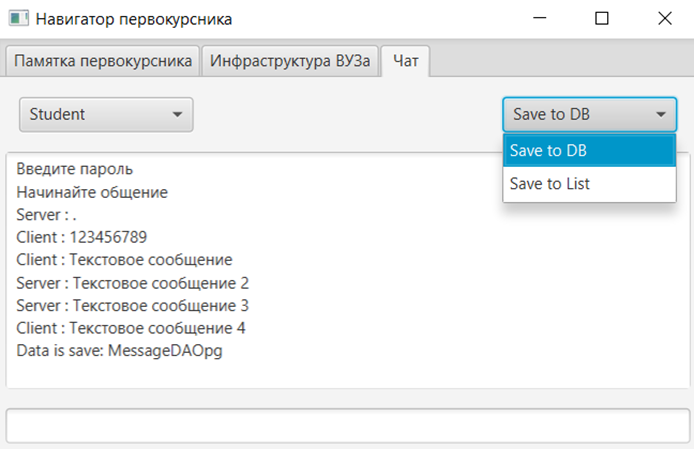 Навигатор первокурсника
Памятка первокурсника Инфраструктура ВУЗа Чат
Student Save to DB
Save to DB
Save to List
Введите пароль
Начинайте общение
Server : .
Client : 123456789
Client : Текстовое сообщение
Server : Текстовое сообщение 2
Server : Текстовое сообщение 3
Client : Текстовое сообщение 4
Data is save: MessageDAOpg